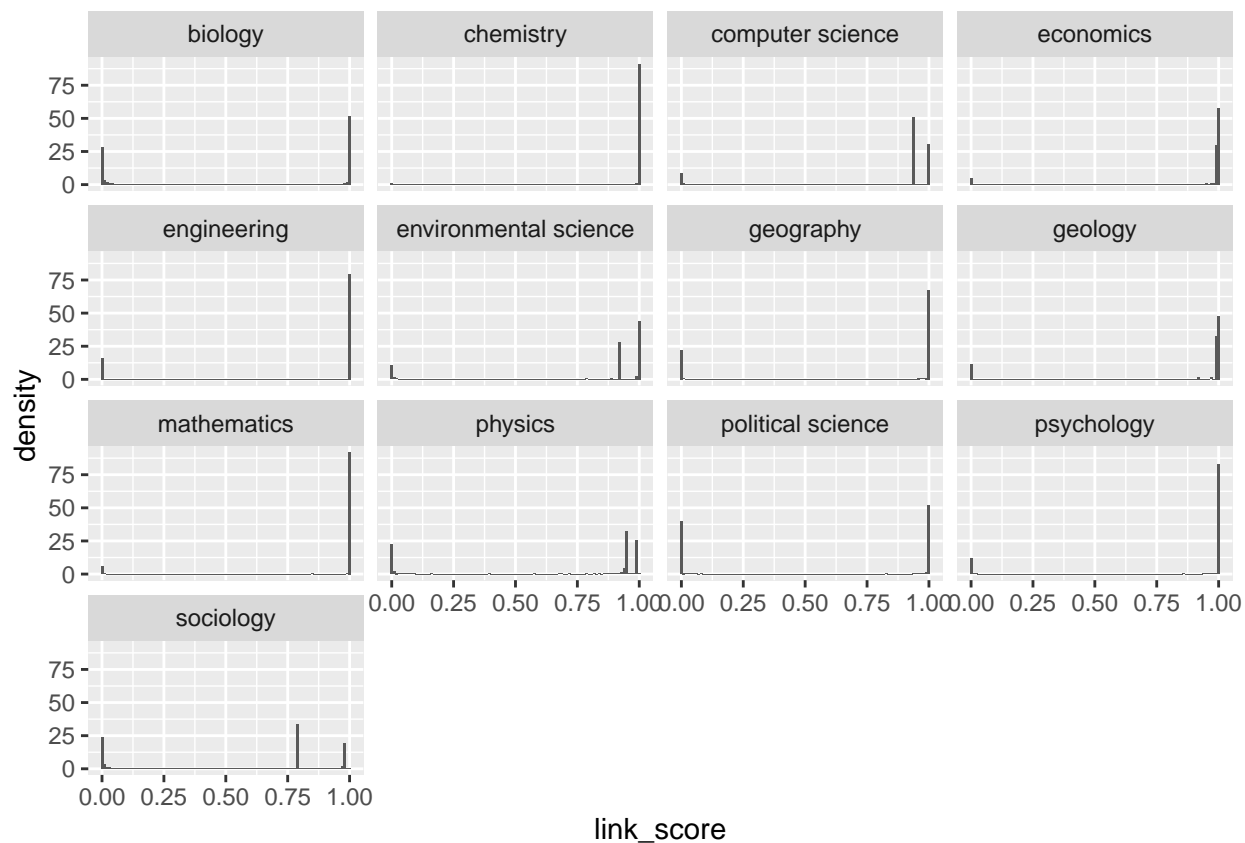 biology chemistry computer science economics
75
50
25
0
engineering environmental science geography geology
75
50
25
0
mathematics physics political science psychology
75
50
25
0
0.00 0.25 0.50 0.75 1.00 0.00 0.25 0.50 0.75 1.00 0.00 0.25 0.50 0.75 1.00
sociology
75
50
25
0
0.00 0.25 0.50 0.75 1.00
density
link_score